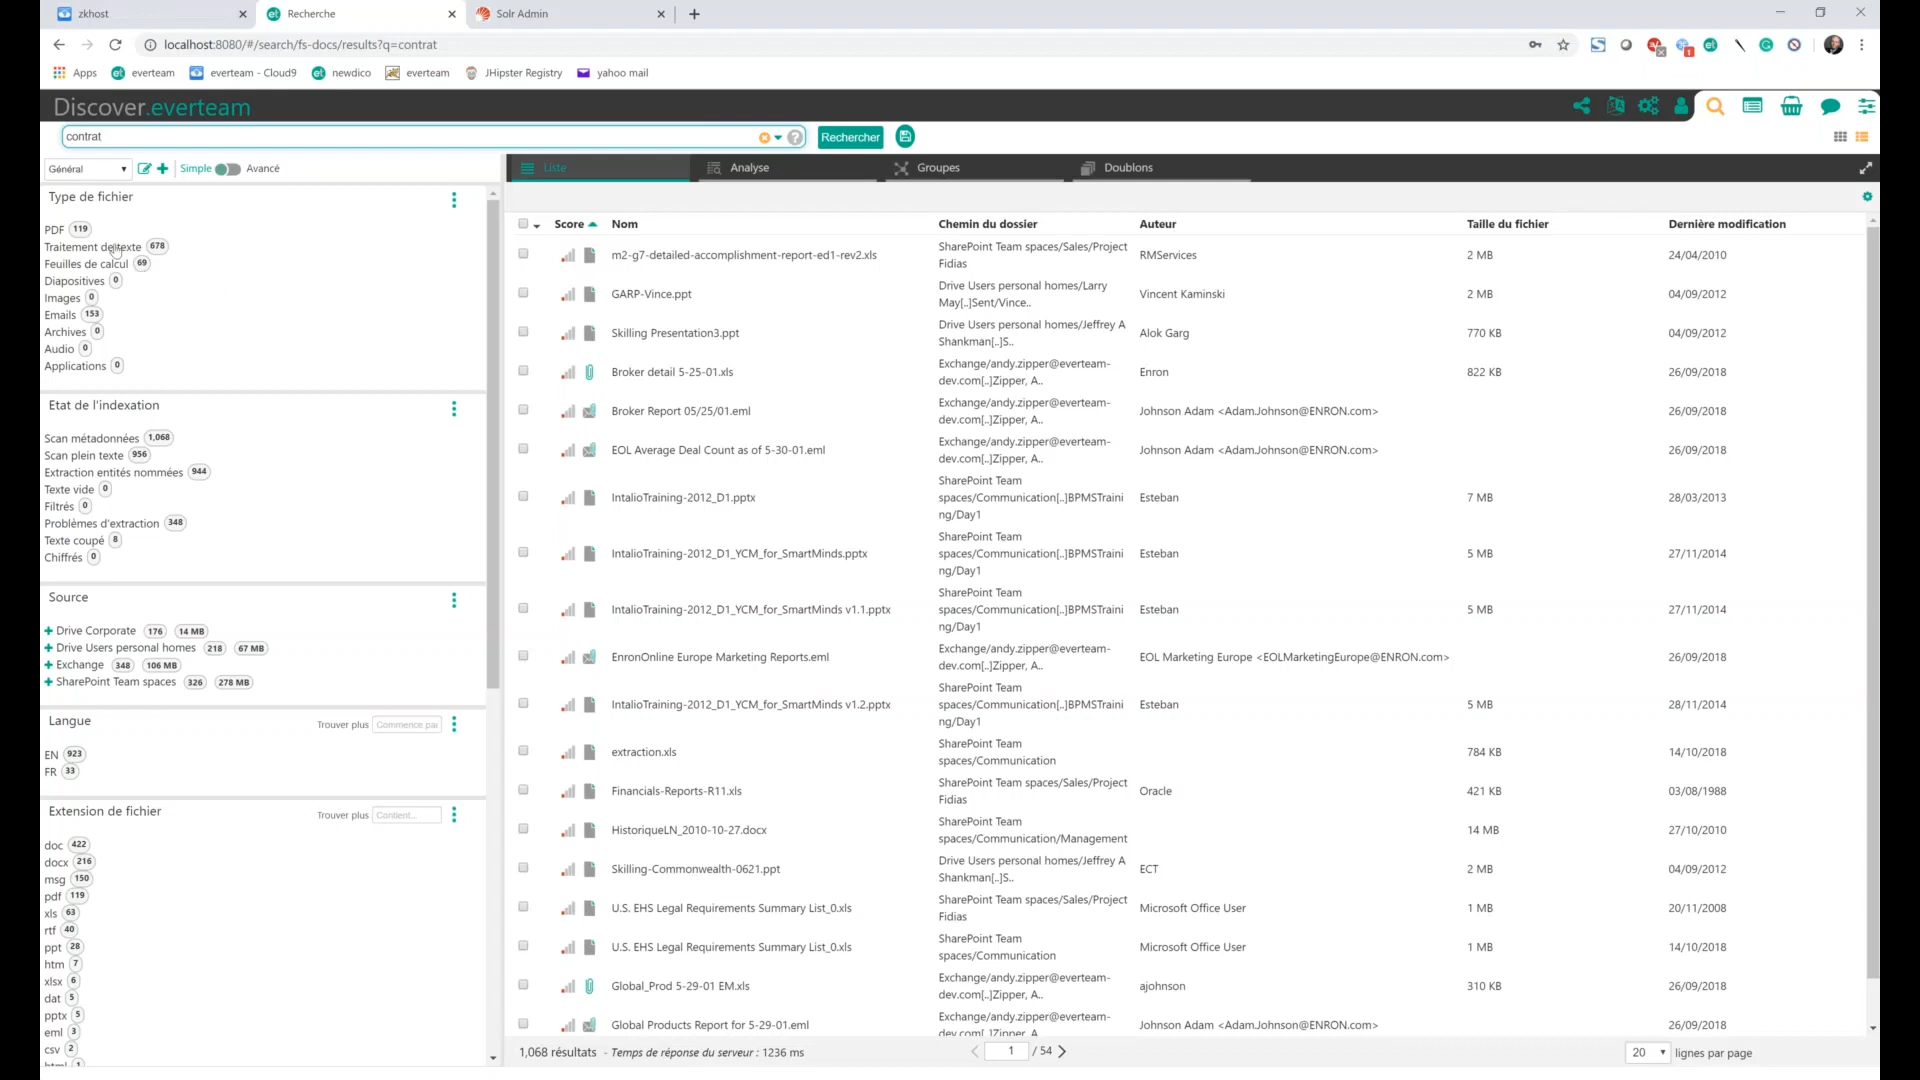 zkhost
Recherche
Solr Admin
localhost:8080/#/search/fs-docs/results?q=contrat
Apps everteam everteam - Cloud9 newdico everteam JHipster Registry yahoo mail
Discover.everteam
contrat
Rechercher
Général Simple Avancé
Liste Analyse Groupes Doublons
Type de fichier
PDF 119
Traitement de texte 678
Feuilles de calcul 69
Diapositives 0
Images 0
Emails 153
Archives 0
Audio 0
Applications 0
Etat de l'indexation
Scan métadonnées 1,068
Scan plein texte 956
Extraction entités nommées 944
Texte vide 0
Filtrés 0
Problèmes d'extraction 348
Texte coupé 8
Chiffrés 0
Source
Drive Corporate 176 14 MB
Drive Users personal homes 218 67 MB
Exchange 348 106 MB
SharePoint Team spaces 326 278 MB
Langue Trouver plus Commence pa
EN 923
FR 33
Extension de fichier Trouver plus Contient...
doc 422
docx 216
msg 150
pdf 119
xls 63
rtf 40
ppt 28
htm 7
xlsx 6
dat 5
pptx 5
eml 3
csv 2
html 1
Score Nom Chemin du dossier Auteur Taille du fichier Dernière modification
m2-g7-detailed-accomplishment-report-ed1-rev2.xls SharePoint Team spaces/Sales/Project
Fidias RMServices 2 MB 24/04/2010
GARP-Vince.ppt Drive Users personal homes/Larry
May[..]Sent/Vince.. Vincent Kaminski 2 MB 04/09/2012
Skilling Presentation3.ppt Drive Users personal homes/Jeffrey A
Shankman[..]S.. Alok Garg 770 KB 04/09/2012
Broker detail 5-25-01.xls Exchange/andy.zipper@everteam-
dev.com[..]Zipper, A.. Enron 822 KB 26/09/2018
Broker Report 05/25/01.eml Exchange/andy.zipper@everteam-
dev.com[..]Zipper, A.. Johnson Adam <Adam.Johnson@ENRON.com> 26/09/2018
EOL Average Deal Count as of 5-30-01.eml Exchange/andy.zipper@everteam-
dev.com[..]Zipper, A.. Johnson Adam <Adam.Johnson@ENRON.com> 26/09/2018
IntalioTraining-2012_D1.pptx SharePoint Team
spaces/Communication[..]BPMSTraini
ng/Day1 Esteban 7 MB 28/03/2013
IntalioTraining-2012_D1_YCM_for_SmartMinds.pptx SharePoint Team
spaces/Communication[..]BPMSTraini
ng/Day1 Esteban 5 MB 27/11/2014
IntalioTraining-2012_D1_YCM_for_SmartMinds v1.1.pptx SharePoint Team
spaces/Communication[..]BPMSTraini
ng/Day1 Esteban 5 MB 27/11/2014
EnronOnline Europe Marketing Reports.eml Exchange/andy.zipper@everteam-
dev.com[..]Zipper, A.. EOL Marketing Europe <EOLMarketingEurope@ENRON.com> 26/09/2018
IntalioTraining-2012_D1_YCM_for_SmartMinds v1.2.pptx SharePoint Team
spaces/Communication[..]BPMSTraini
ng/Day1 Esteban 5 MB 28/11/2014
extraction.xls SharePoint Team
spaces/Communication 784 KB 14/10/2018
Financials-Reports-R11.xls SharePoint Team spaces/Sales/Project
Fidias Oracle 421 KB 03/08/1988
HistoriqueLN_2010-10-27.docx SharePoint Team
spaces/Communication/Management 14 MB 27/10/2010
Skilling-Commonwealth-0621.ppt Drive Users personal homes/Jeffrey A
Shankman[..]S.. ECT 2 MB 04/09/2012
U.S. EHS Legal Requirements Summary List_0.xls SharePoint Team spaces/Sales/Project
Fidias Microsoft Office User 1 MB 20/11/2008
U.S. EHS Legal Requirements Summary List_0.xls SharePoint Team
spaces/Communication Microsoft Office User 1 MB 14/10/2018
Global_Prod 5-29-01 EM.xls Exchange/andy.zipper@everteam-
dev.com[..]Zipper, A.. ajohnson 310 KB 26/09/2018
Global Products Report for 5-29-01.eml Exchange/andy.zipper@everteam-
dev.com[..]Zipper, A.. Johnson Adam <Adam.Johnson@ENRON.com> 26/09/2018
1,068 résultats - Temps de réponse du serveur : 1236 ms 1 / 54 20 lignes par page